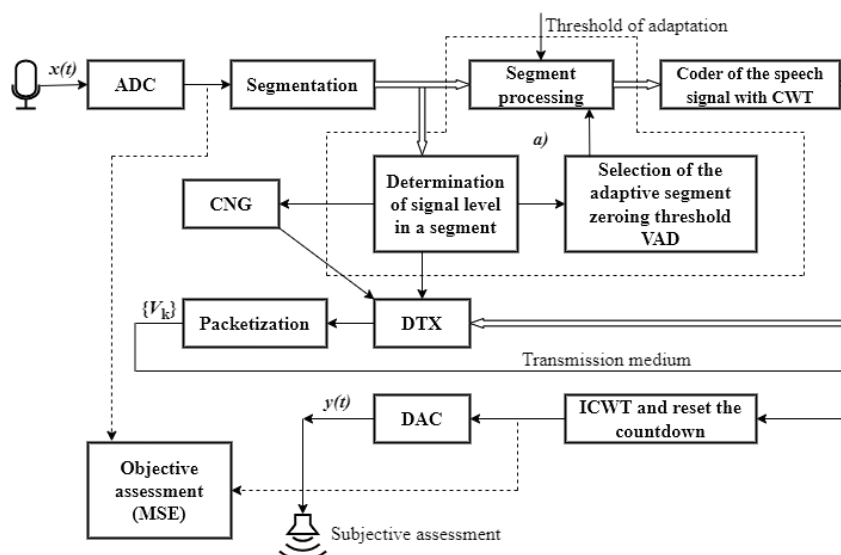 Threshold of adaptation
x(t)
ADC
Segmentation
Segment
processing
Coder of the speech
signal with CWT
a)
CNG
Determination
of signal level
in a segment
Selection of the
adaptive segment
zeroing threshold
VAD
{Vk}
Packetization
DTX
Transmission medium
y(t)
DAC
ICWT and reset the
countdown
Objective
assessment
(MSE)
Subjective assessment